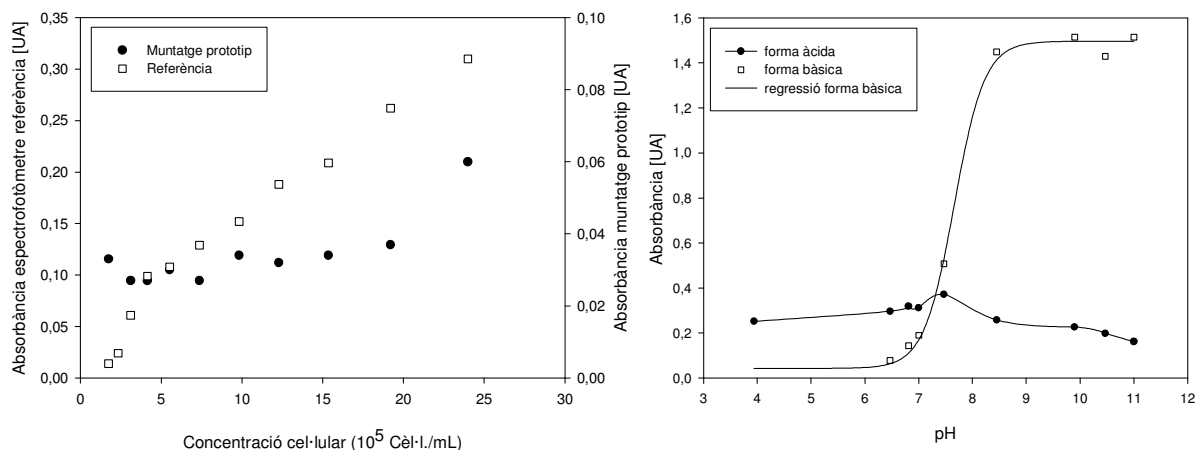 Absorbància espectrofotòmetre referència [UA]
0,35
0,30
0,25
0,20
0,15
0,10
0,05
0,00
Muntatge prototip
Referència
0,10
0,08
0,06
0,04
0,02
0,00
Absorbància muntatge prototip [UA]
0 5 10 15 20 25 30
Concentració cel·lular (10⁵ Cèl·l./mL)
Absorbància [UA]
1,6
1,4
1,2
1,0
0,8
0,6
0,4
0,2
0,0
forma àcida
forma bàsica
regressió forma bàsica
3 4 5 6 7 8 9 10 11 12
pH